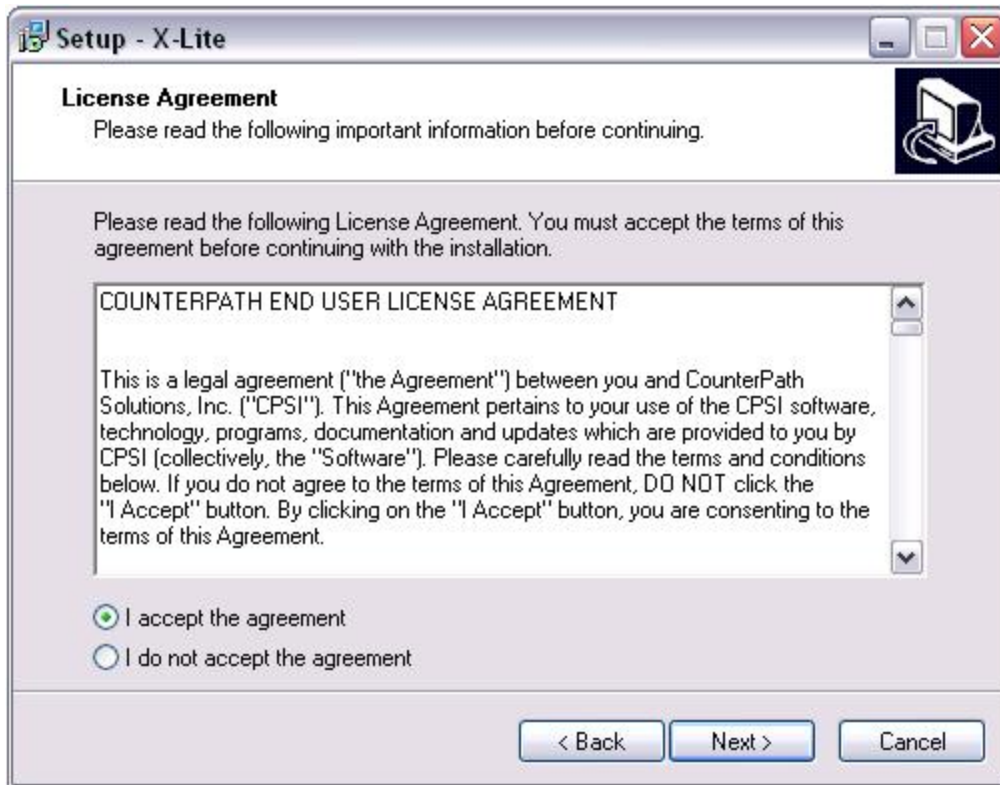 Setup - X-Lite
License Agreement
Please read the following important information before continuing.
Please read the following License Agreement. You must accept the terms of this
agreement before continuing with the installation.
COUNTERPATH END USER LICENSE AGREEMENT
This is a legal agreement ("the Agreement") between you and CounterPath
Solutions, Inc. ("CPSI"). This Agreement pertains to your use of the CPSI software,
technology, programs, documentation and updates which are provided to you by
CPSI (collectively, the "Software"). Please carefully read the terms and conditions
below. If you do not agree to the terms of this Agreement, DO NOT click the
"I Accept" button. By clicking on the "I Accept" button, you are consenting to the
terms of this Agreement.
I accept the agreement
I do not accept the agreement
< Back
Next >
Cancel